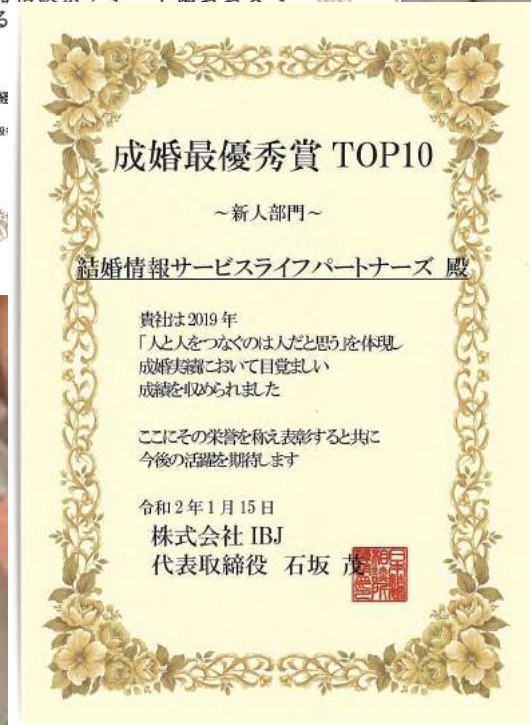 成婚最優秀賞 TOP10
~新人部門~
結婚情報サービスライフパートナーズ 殿
貴社は2019年
「人と人をつなぐのは人だと思う」を体現し
成婚実績において目覚ましい
成績を収められました
ここにその栄誉を称え表彰すると共に
今後の活躍を期待します
令和2年1月15日
株式会社 IBJ
代表取締役 石坂 茂
る